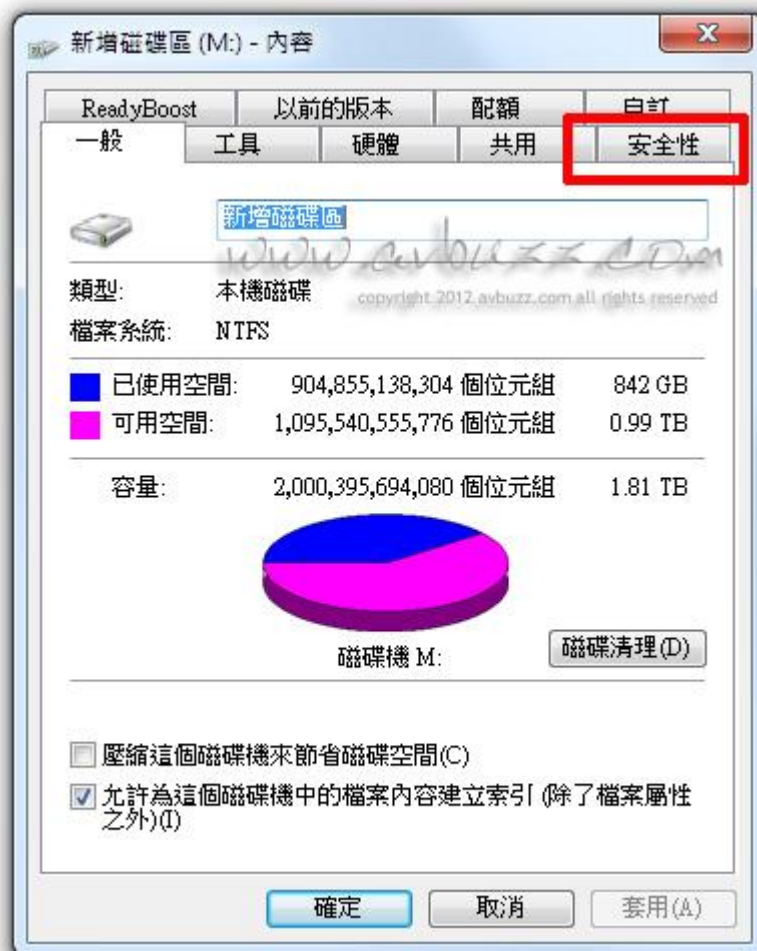 新增磁碟區 (M:) - 內容
ReadyBoost 以前的版本 配額 自訂
一般 工具 硬體 共用 安全性
新增磁碟區
www.avbuzz.com
類型: 本機磁碟
copyright 2012 avbuzz.com all rights reserved
檔案系統: NTFS
已使用空間: 904,855,138,304 個位元組 842 GB
可用空間: 1,095,540,555,776 個位元組 0.99 TB
容量: 2,000,395,694,080 個位元組 1.81 TB
磁碟機 M:
磁碟清理(D)
壓縮這個磁碟機來節省磁碟空間(C)
允許為這個磁碟機中的檔案內容建立索引 (除了檔案屬性
之外)(I)
確定 取消 套用(A)